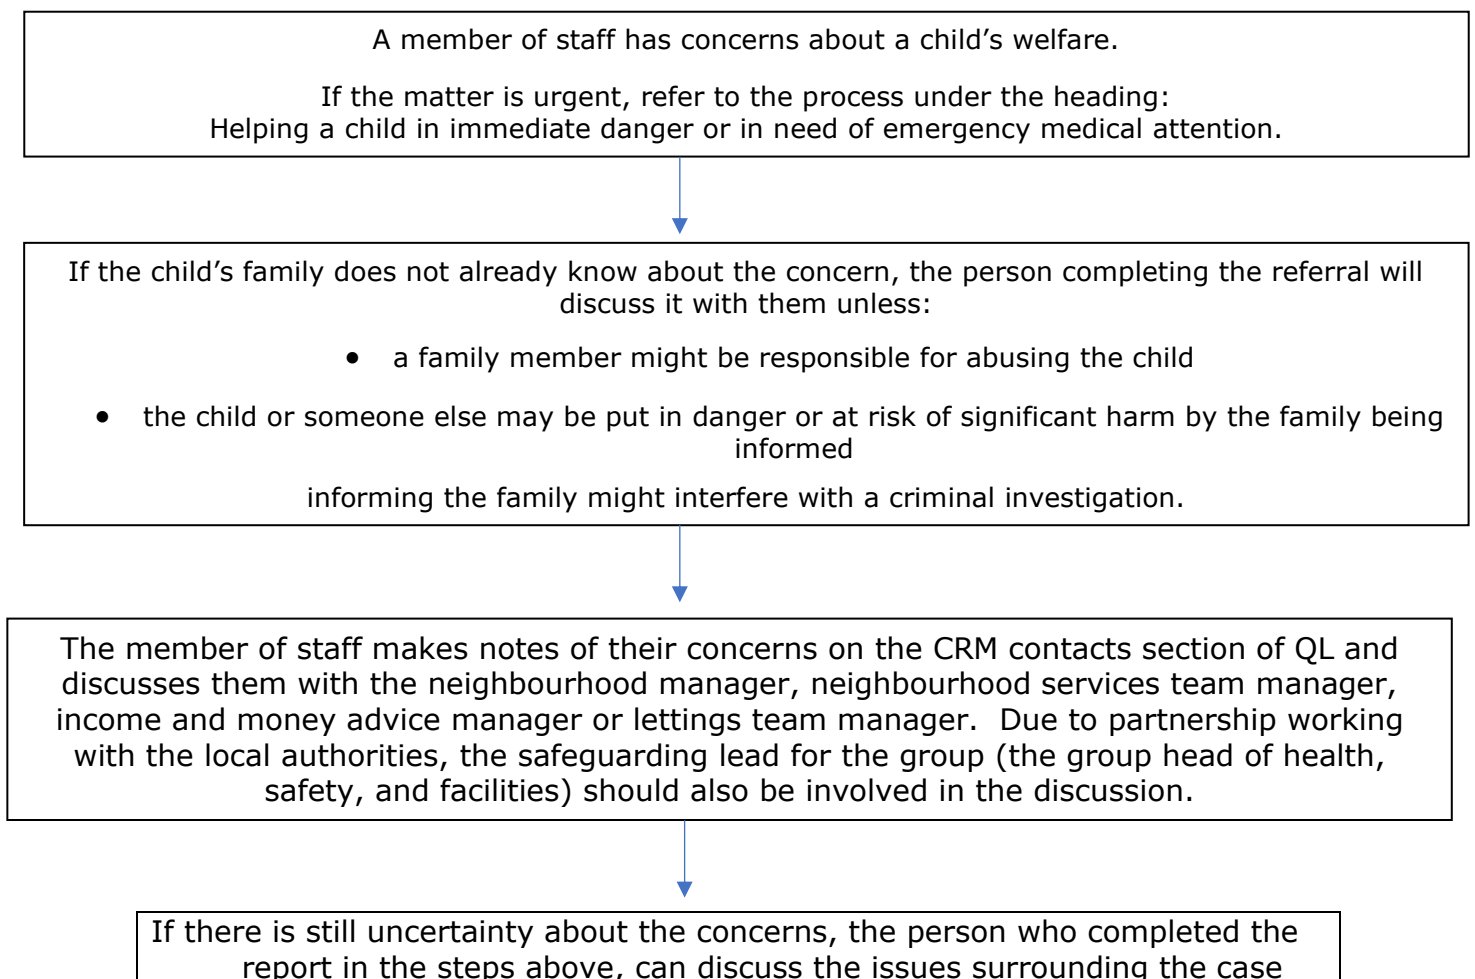 A member of staff has concerns about a child’s welfare.
If the matter is urgent, refer to the process under the heading:
Helping a child in immediate danger or in need of emergency medical attention.
If the child’s family does not already know about the concern, the person completing the referral will
discuss it with them unless:
• a family member might be responsible for abusing the child
• the child or someone else may be put in danger or at risk of significant harm by the family being
informed
informing the family might interfere with a criminal investigation.
The member of staff makes notes of their concerns on the CRM contacts section of QL and
discusses them with the neighbourhood manager, neighbourhood services team manager,
income and money advice manager or lettings team manager.  Due to partnership working
with the local authorities, the safeguarding lead for the group (the group head of health,
safety, and facilities) should also be involved in the discussion.
If there is still uncertainty about the concerns, the person who completed the
report in the steps above, can discuss the issues surrounding the case